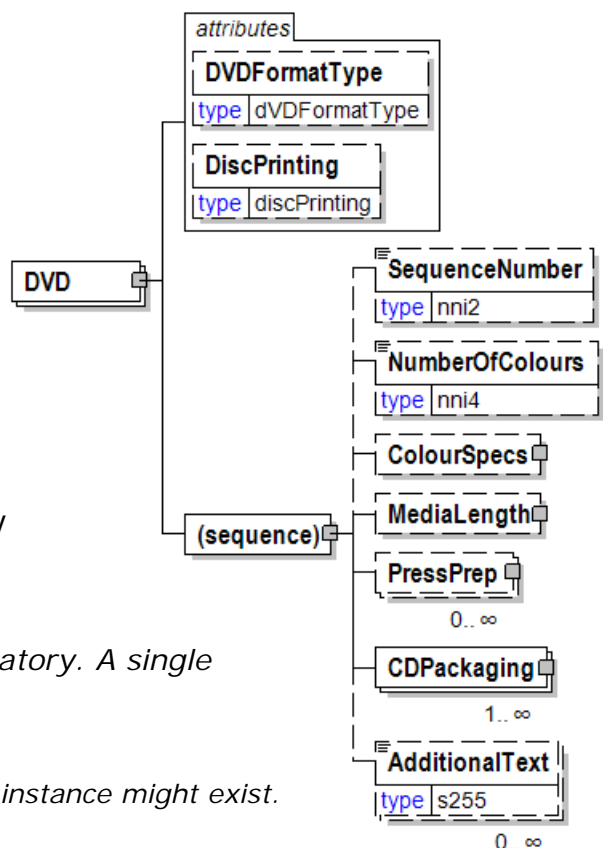 attributes
DVDFormatType
type dVDFormatType
DiscPrinting
type discPrinting
DVD
SequenceNumber
type nni2
NumberOfColours
type nni4
ColourSpecs
MediaLength
(sequence)
PressPrep
0.. ∞
atory. A single
CDPackaging
1.. ∞
AdditionalText
instance might exist.
type s255
0.. ∞